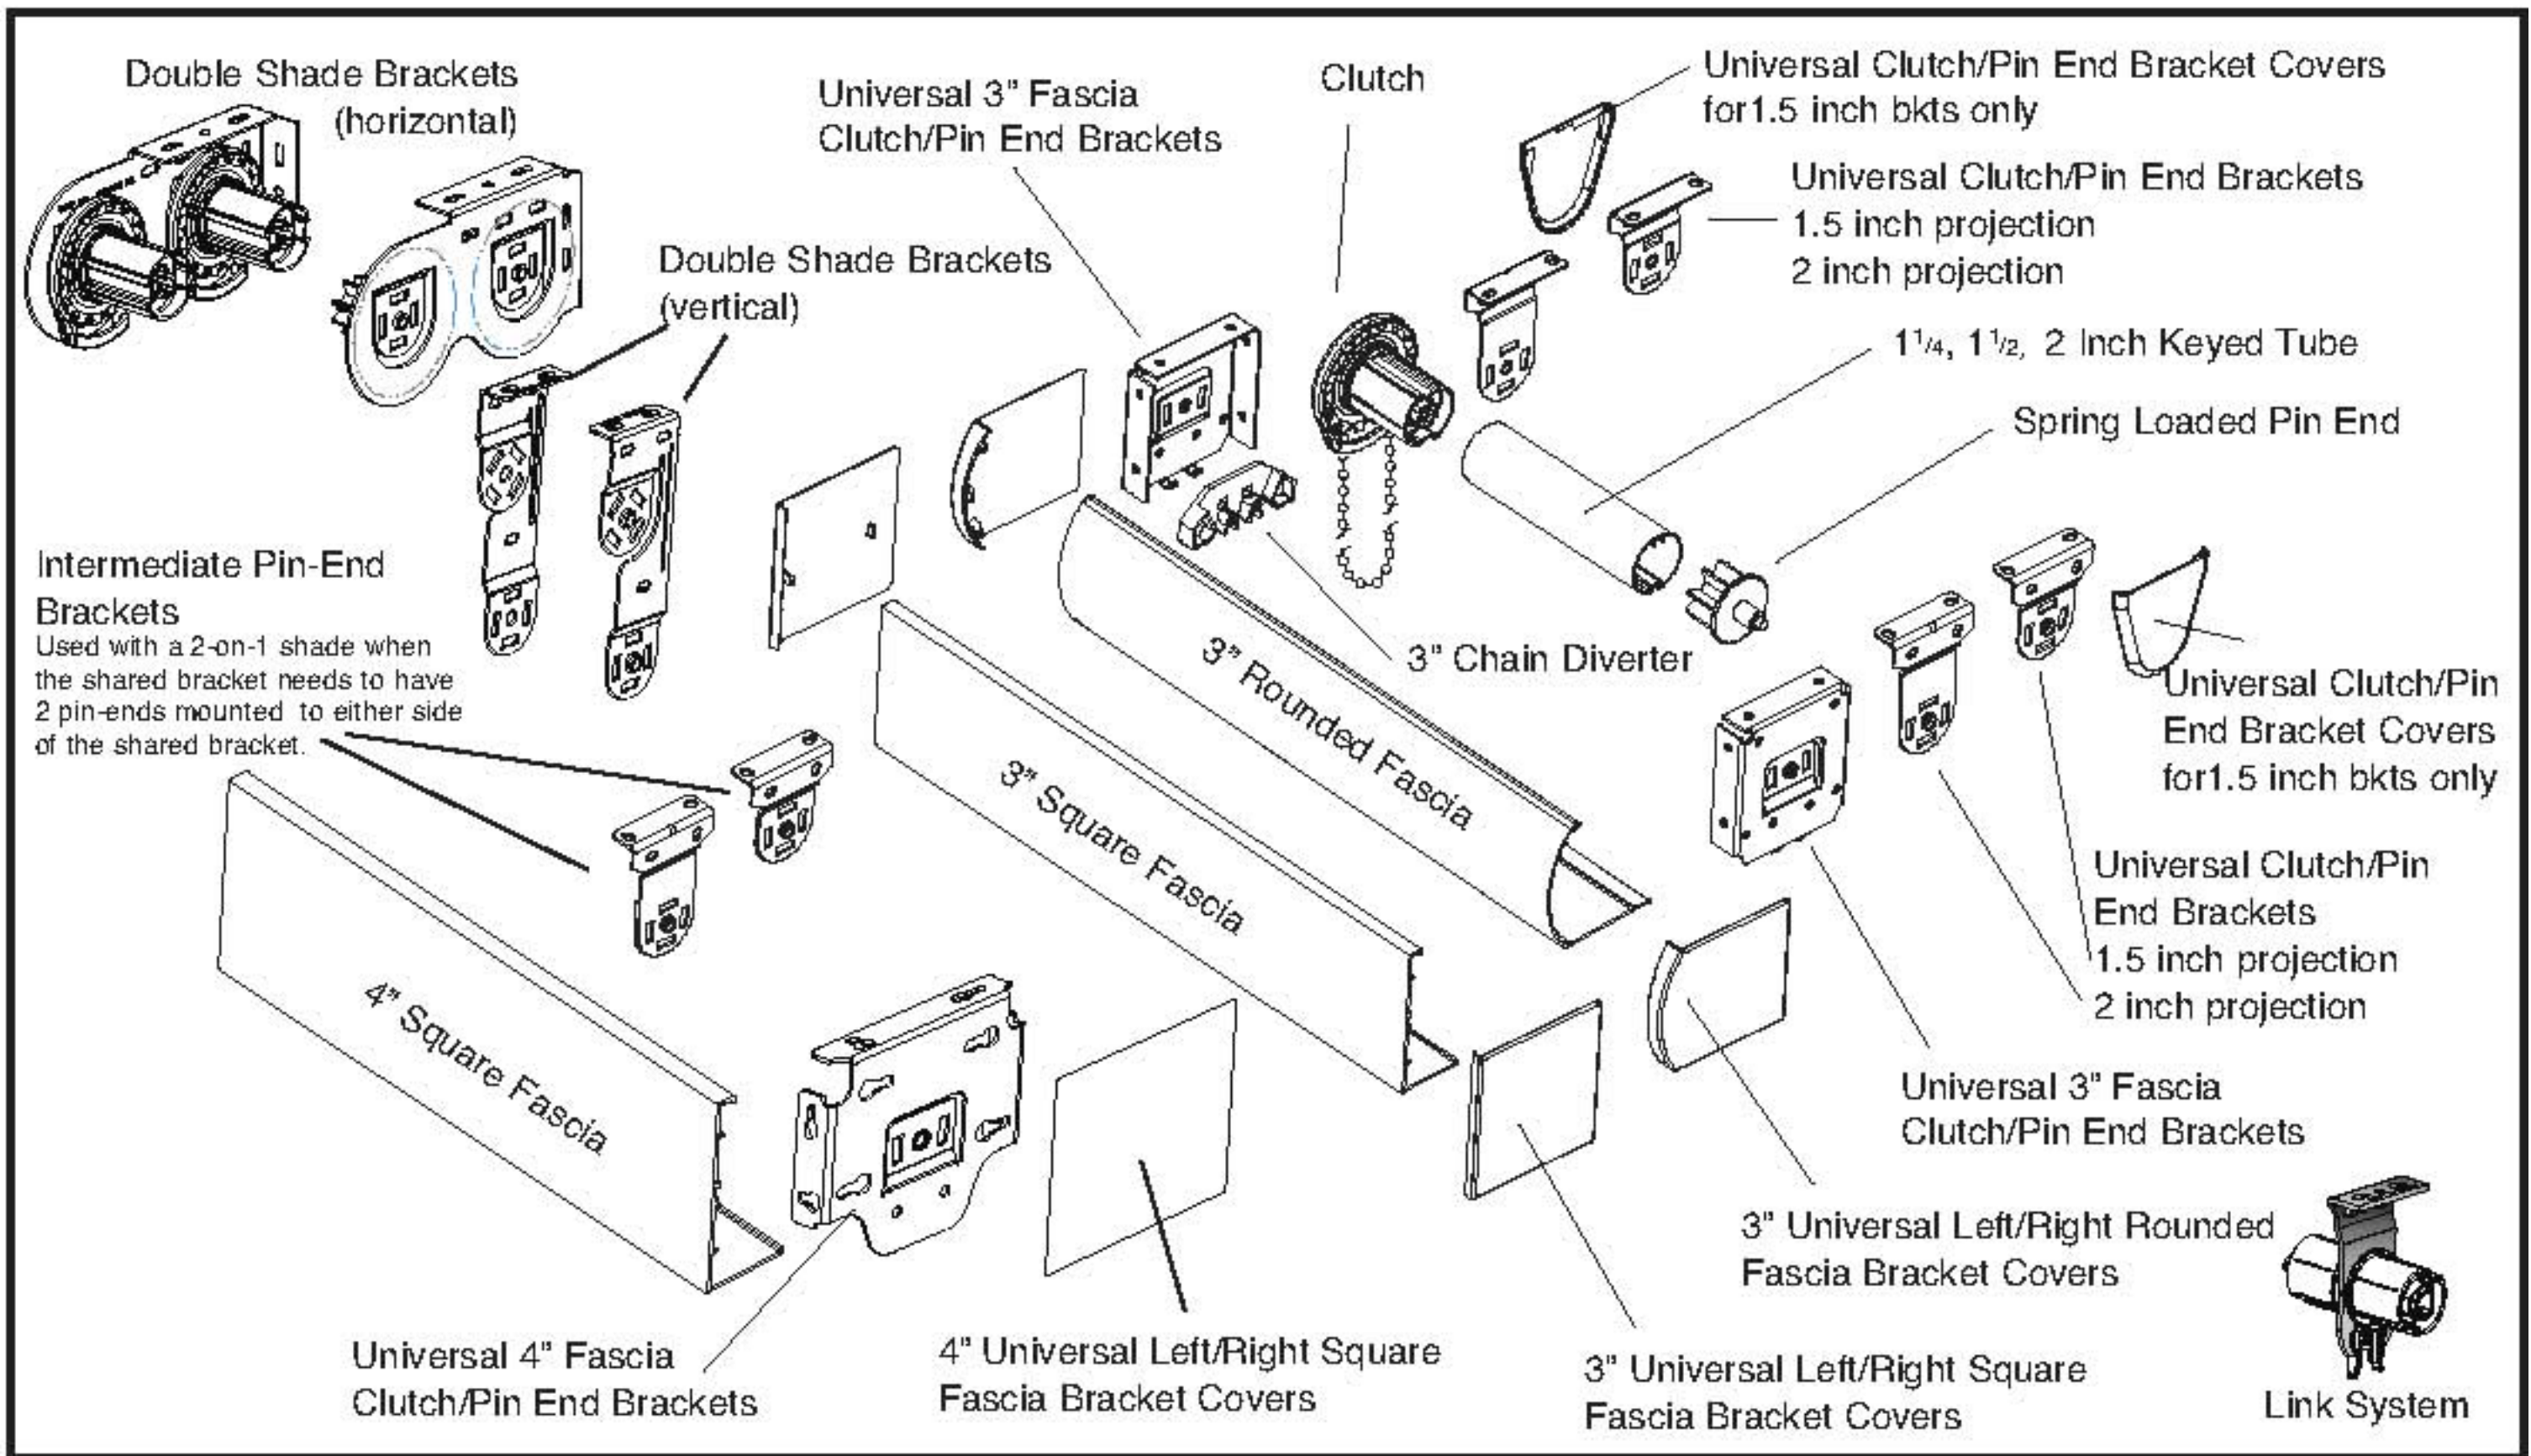 Double Shade Brackets
(horizontal)
Universal 3" Fascia
Clutch/Pin End Brackets
Clutch
Universal Clutch/Pin End Bracket Covers
for1.5 inch bkts only
Universal Clutch/Pin End Brackets
1.5 inch projection
2 inch projection
Double Shade Brackets
(vertical)
1 1/4, 1 1/2, 2 Inch Keyed Tube
Spring Loaded Pin End
Intermediate Pin-End
Brackets
Used with a 2-on-1 shade when
the shared bracket needs to have
2 pin-ends mounted to either side
of the shared bracket.
3" Chain Diverter
3" Rounded Fascia
3" Square Fascia
4" Square Fascia
Universal Clutch/Pin
End Bracket Covers
for1.5 inch bkts only
Universal Clutch/Pin
End Brackets
1.5 inch projection
2 inch projection
Universal 3" Fascia
Clutch/Pin End Brackets
3" Universal Left/Right Rounded
Fascia Bracket Covers
Universal 4" Fascia
Clutch/Pin End Brackets
4" Universal Left/Right Square
Fascia Bracket Covers
3" Universal Left/Right Square
Fascia Bracket Covers
Link System